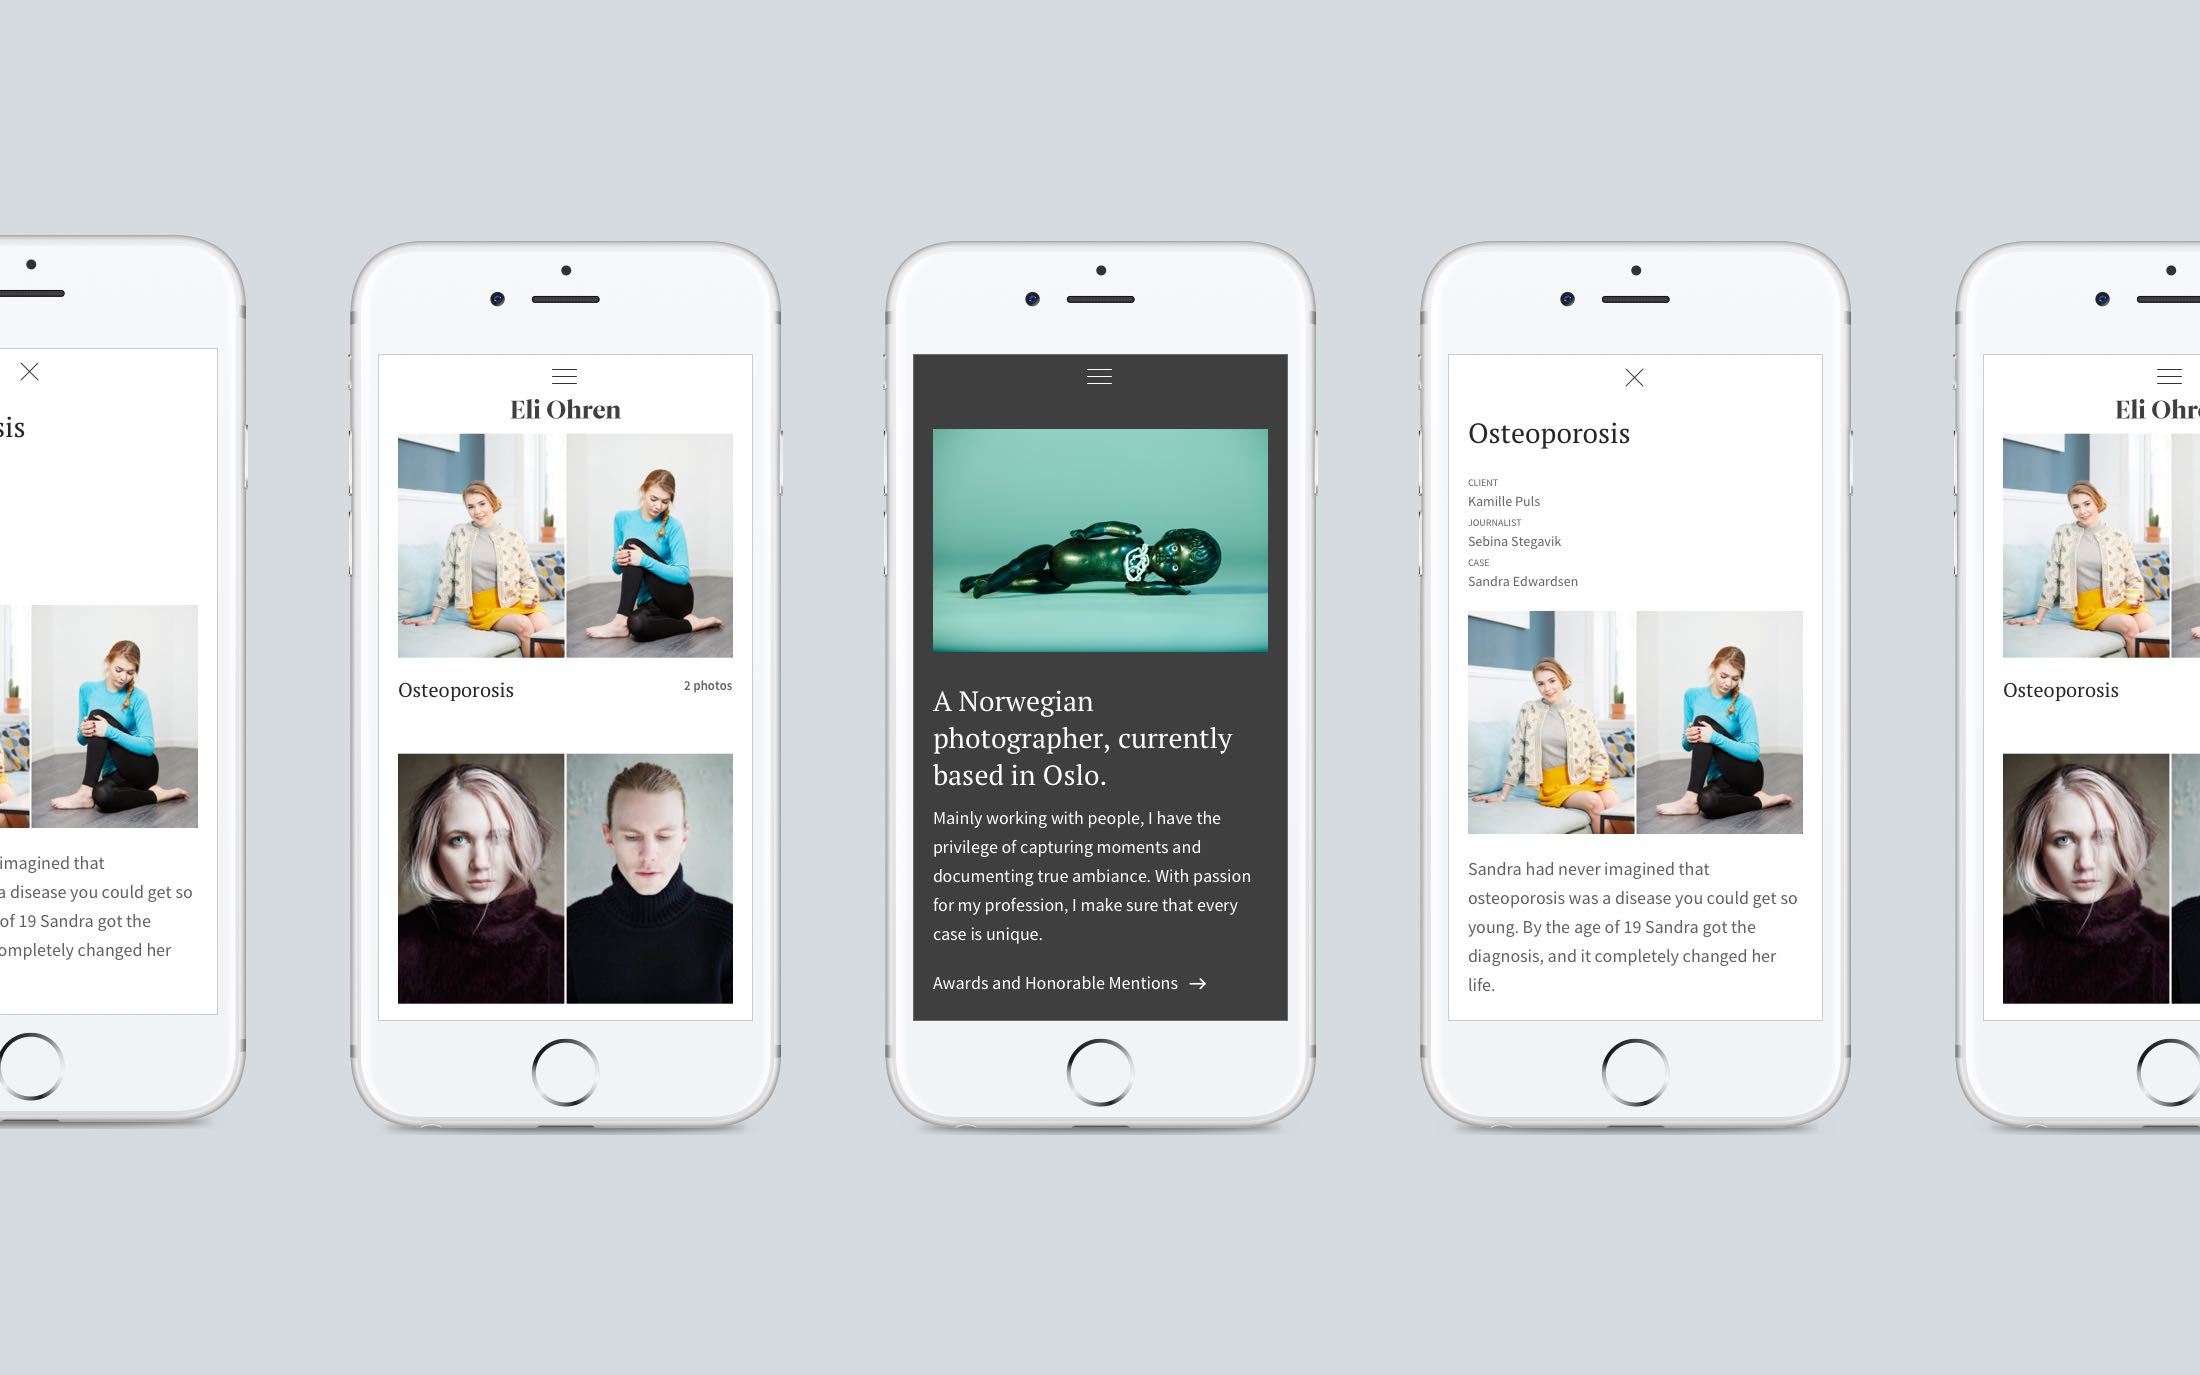 sis
imagined that
a disease you could get so
of 19 Sandra got the
ompletely changed her
Eli Ohren
Osteoporosis
2 photos
A Norwegian
photographer, currently
based in Oslo.
Mainly working with people, I have the
privilege of capturing moments and
documenting true ambiance. With passion
for my profession, I make sure that every
case is unique.
Awards and Honorable Mentions →
Osteoporosis
CLIENT
Kamille Puls
JOURNALIST
Sebina Stegavik
CASE
Sandra Edwardsen
Sandra had never imagined that
osteoporosis was a disease you could get so
young. By the age of 19 Sandra got the
diagnosis, and it completely changed her
life.
Eli Ohr
Osteoporosis